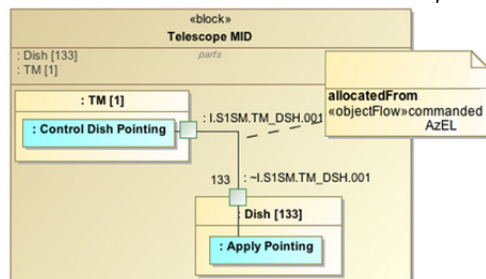 «block»
Telescope MID
parts
: Dish [133]
: TM [1]
: TM [1]
: Control Dish Pointing
: I.S1SM.TM_DSH.001
allocatedFrom
«objectFlow»commanded
AzEL
133
: ~I.S1SM.TM_DSH.001
: Dish [133]
: Apply Pointing